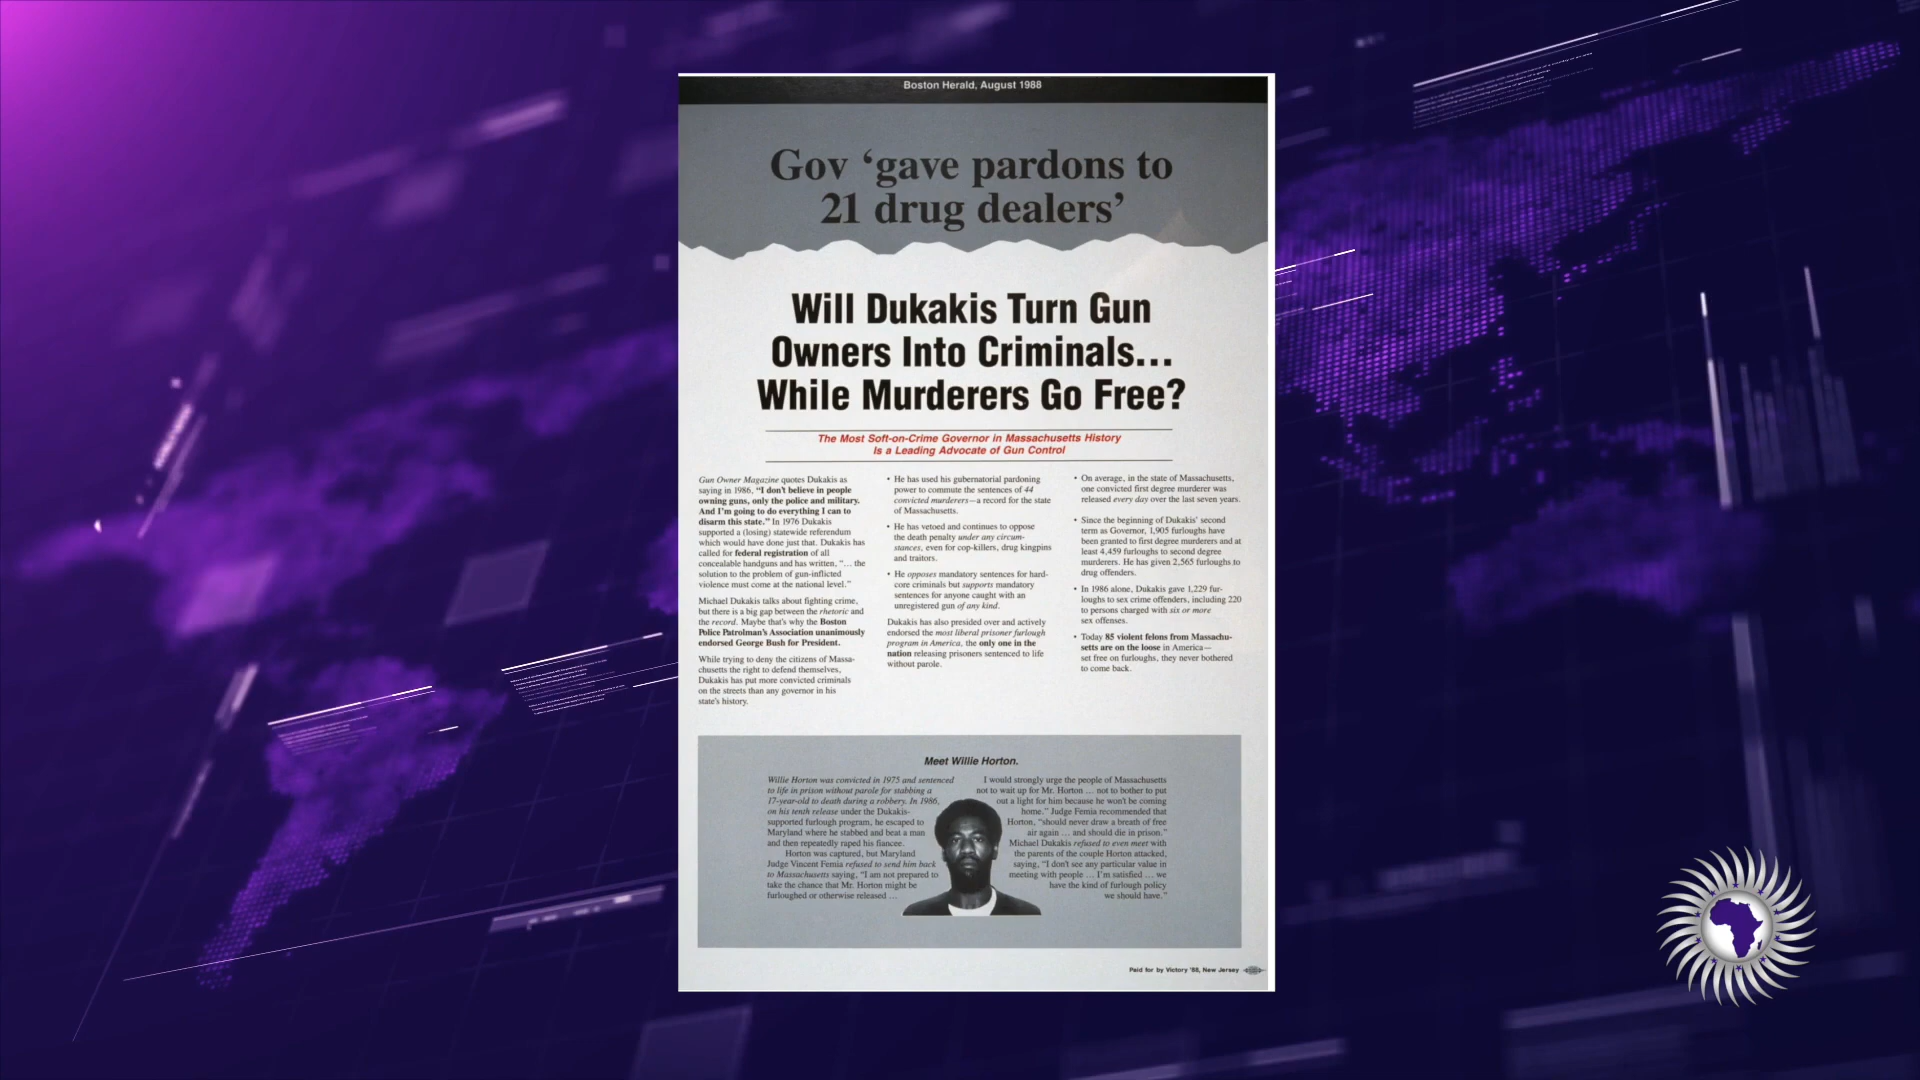 Boston Herald, August 1988
Gov ‘gave pardons to
21 drug dealers’
Will Dukakis Turn Gun
Owners Into Criminals...
While Murderers Go Free?
The Most Soft-on-Crime Governor in Massachusetts History
Is a Leading Advocate of Gun Control
Gun Owner Magazine quotes Dukakis as
saying in 1986, “I don't believe in people
owning guns, only the police and military.
And I'm going to do everything I can to
disarm this state.” In 1976 Dukakis
supported a (losing) statewide referendum
which would have done just that. Dukakis has
called for federal registration of all
concealable handguns and has written, “... the
solution to the problem of gun-inflicted
violence must come at the national level.”
Michael Dukakis talks about fighting crime,
but there is a big gap between the rhetoric and
the record. Maybe that's why the Boston
Police Patrolman's Association unanimously
endorsed George Bush for President.
While trying to deny the citizens of Massa-
chusetts the right to defend themselves,
Dukakis has put more convicted criminals
on the streets than any governor in his
state's history.
• He has used his gubernatorial pardoning
power to commute the sentences of 44
convicted murderers—a record for the state
of Massachusetts.
• He has vetoed and continues to oppose
the death penalty under any circum-
stances, even for cop-killers, drug kingpins
and traitors.
• He opposes mandatory sentences for hard-
core criminals but supports mandatory
sentences for anyone caught with an
unregistered gun of any kind.
Dukakis has also presided over and actively
endorsed the most liberal prisoner furlough
program in America, the only one in the
nation releasing prisoners sentenced to life
without parole.
• On average, in the state of Massachusetts,
one convicted first degree murderer was
released every day over the last seven years.
• Since the beginning of Dukakis' second
term as Governor, 1,905 furloughs have
been granted to first degree murderers and at
least 4,459 furloughs to second degree
murderers. He has given 2,565 furloughs to
drug offenders.
• In 1986 alone, Dukakis gave 1,229 fur-
loughs to sex crime offenders, including 220
to persons charged with six or more
sex offenses.
• Today 85 violent felons from Massachu-
setts are on the loose in America—
set free on furloughs, they never bothered
to come back.
Meet Willie Horton.
Willie Horton was convicted in 1975 and sentenced
to life in prison without parole for stabbing a
17-year-old to death during a robbery. In 1986,
on his tenth release under the Dukakis-
supported furlough program, he escaped to
Maryland where he stabbed and beat a man
and then repeatedly raped his fiancee.
Horton was captured, but Maryland
Judge Vincent Femia refused to send him back
to Massachusetts saying, “I am not prepared to
take the chance that Mr. Horton might be
furloughed or otherwise released ...
I would strongly urge the people of Massachusetts
not to wait up for Mr. Horton ... not to bother to put
out a light for him because he won't be coming
home.” Judge Femia recommended that
Horton, “should never draw a breath of free
air again ... and should die in prison.”
Michael Dukakis refused to even meet with
the parents of the couple Horton attacked,
saying, “I don't see any particular value in
meeting with people ... I'm satisfied ... we
have the kind of furlough policy
we should have.”
Paid for by Victory '88, New Jersey